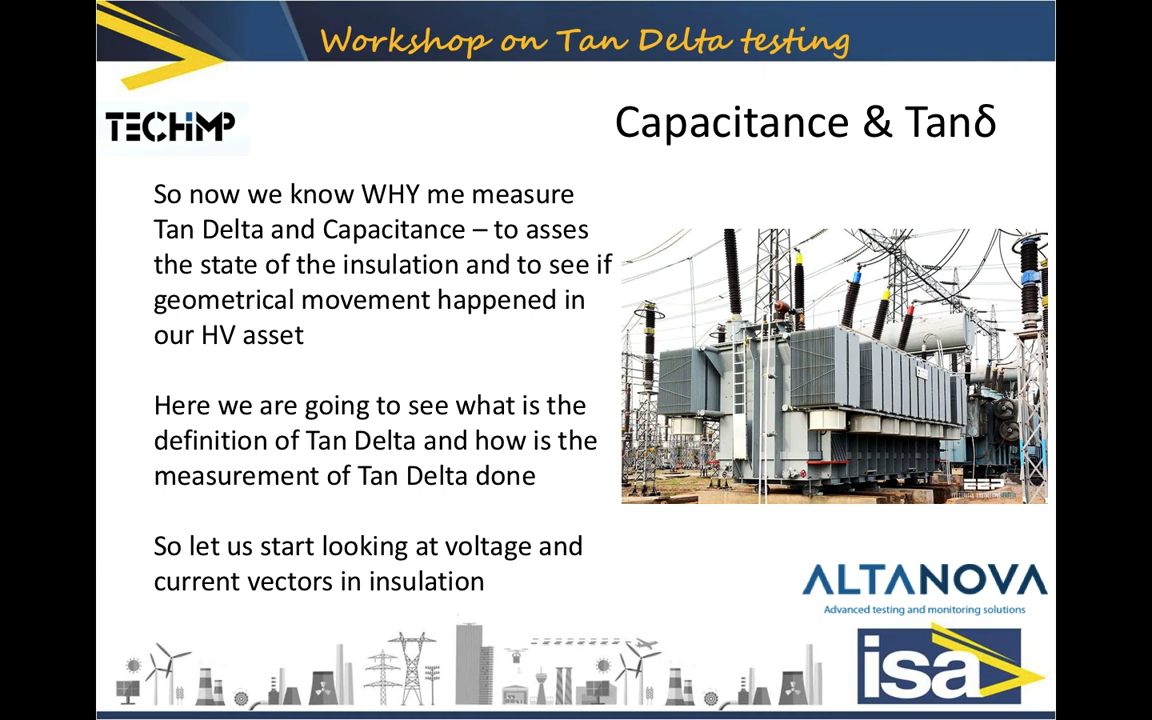 Workshop on Tan Delta testing
TECHIMP
Capacitance & Tanδ
So now we know WHY me measure
Tan Delta and Capacitance – to asses
the state of the insulation and to see if
geometrical movement happened in
our HV asset
Here we are going to see what is the
definition of Tan Delta and how is the
measurement of Tan Delta done
So let us start looking at voltage and
current vectors in insulation
EEP
ALTANOVA
Advanced testing and monitoring solutions
isa